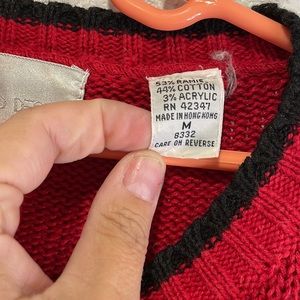 53% RAMIE
44% COTTON
3% ACRYLIC
RN 42347
MADE IN HONG KONG
M
8332
CARE ON REVERSE